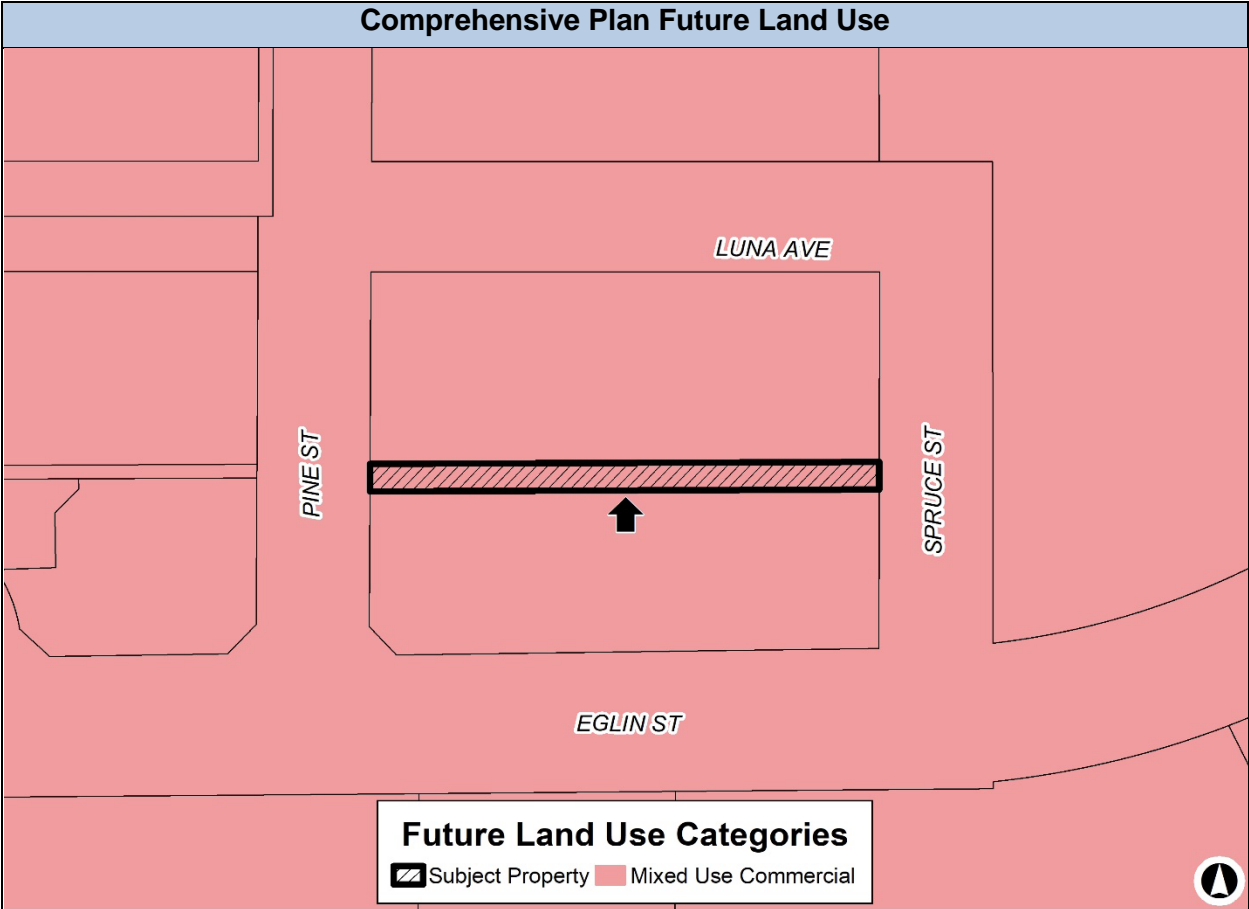 Comprehensive Plan Future Land Use
LUNA AVE
PINE ST
SPRUCE ST
EGLIN ST
Future Land Use Categories
Subject Property Mixed Use Commercial